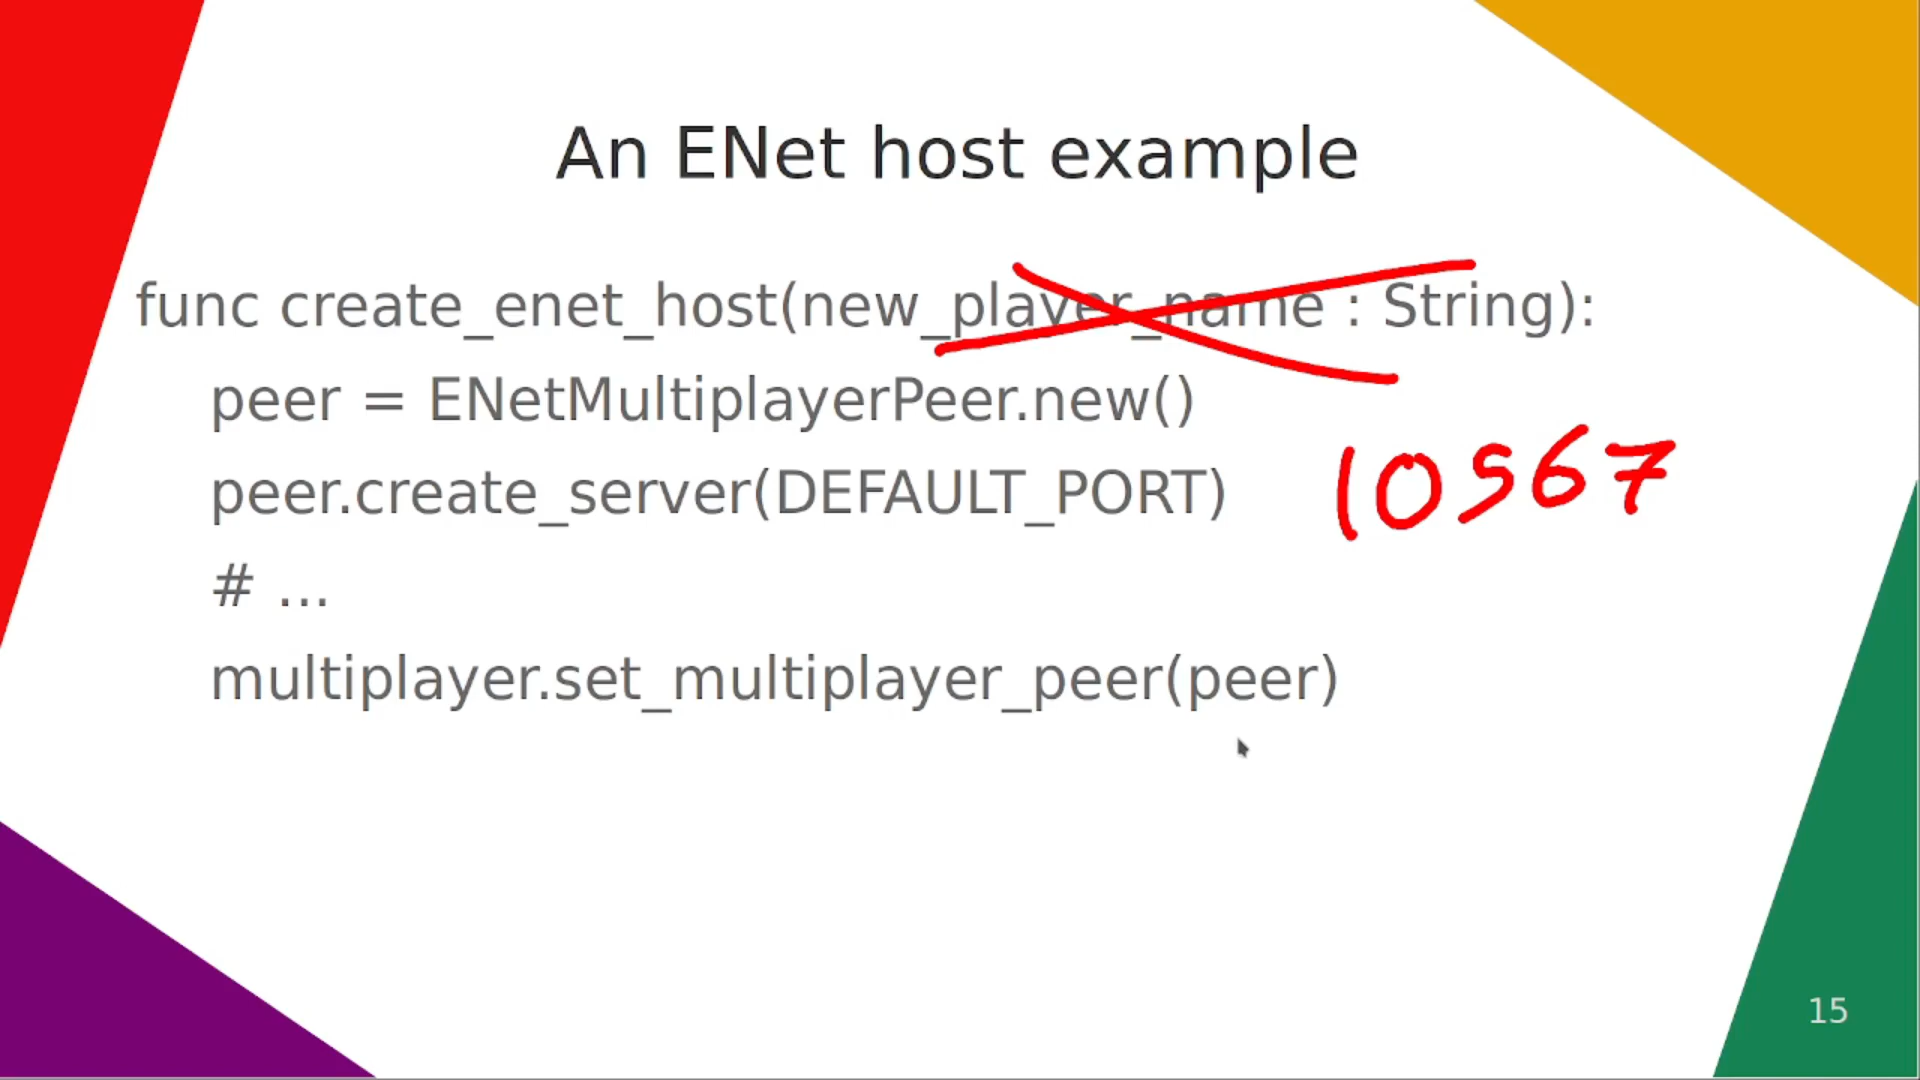 An ENet host example
func create_enet_host(new_player_name : String):
peer = ENetMultiplayerPeer.new()
peer.create_server(DEFAULT_PORT)
10567
# ...
multiplayer.set_multiplayer_peer(peer)
15